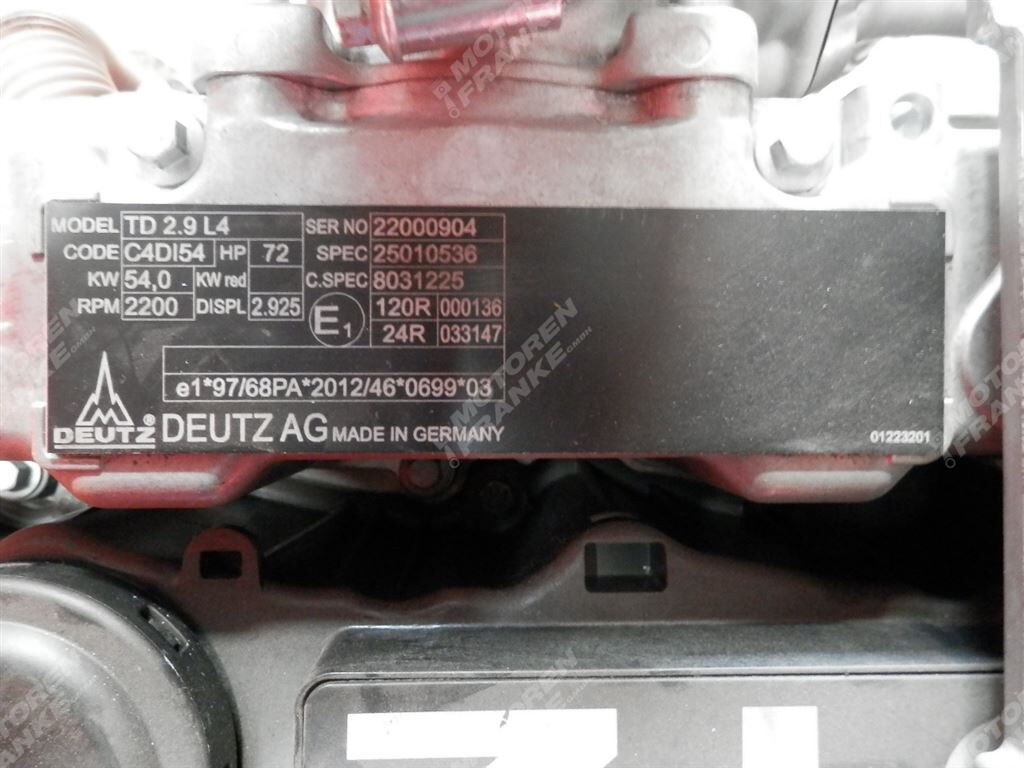 MODEL TD 2.9 L4 SER NO 22000904
CODE C4DI54 HP 72 SPEC 25010536
KW 54,0 KW red C.SPEC 8031225
RPM 2200 DISPL 2.925 E1 120R 000136
24R 033147
e1*97/68PA*2012/46*0699*03
DEUTZ® DEUTZ AG MADE IN GERMANY 01223201
MOTOREN FRANKE GMBH